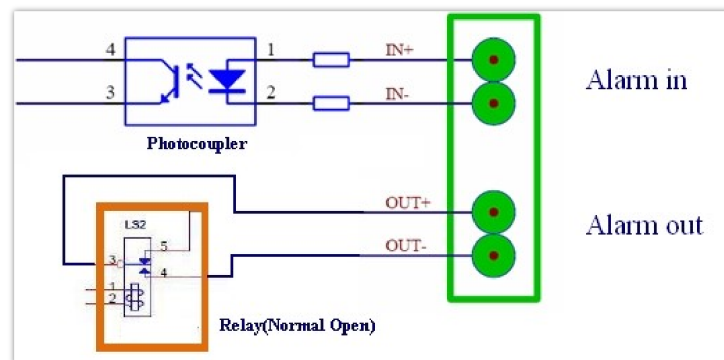 4
1
IN+
Alarm in
3
2
IN-
Photocoupler
OUT+
Alarm out
LS2
5
OUT-
3
4
1
2
Relay(Normal Open)